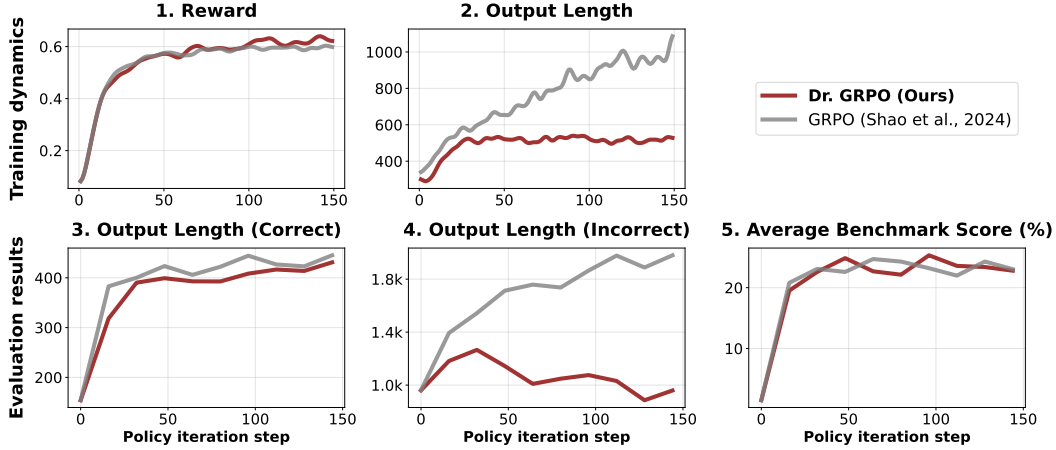 1. Reward
2. Output Length
Training dynamics
0.6
0.4
0.2
0
50
100
150
1000
800
600
400
0
50
100
150
Dr. GRPO (Ours)
GRPO (Shao et al., 2024)
3. Output Length (Correct)
4. Output Length (Incorrect)
5. Average Benchmark Score (%)
Evaluation results
400
300
200
0
50
100
150
Policy iteration step
1.8k
1.4k
1.0k
0
50
100
150
Policy iteration step
20
10
0
50
100
150
Policy iteration step